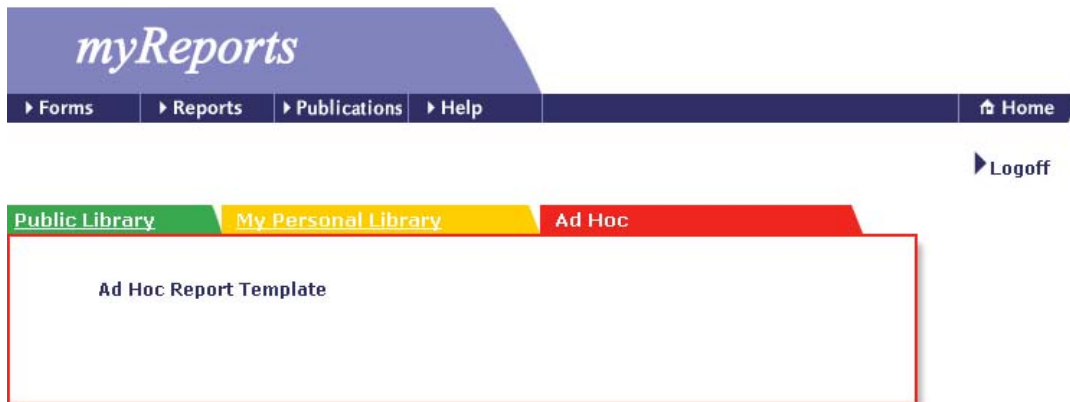 myReports
Forms Reports Publications Help Home
Logoff
Public Library My Personal Library Ad Hoc
Ad Hoc Report Template